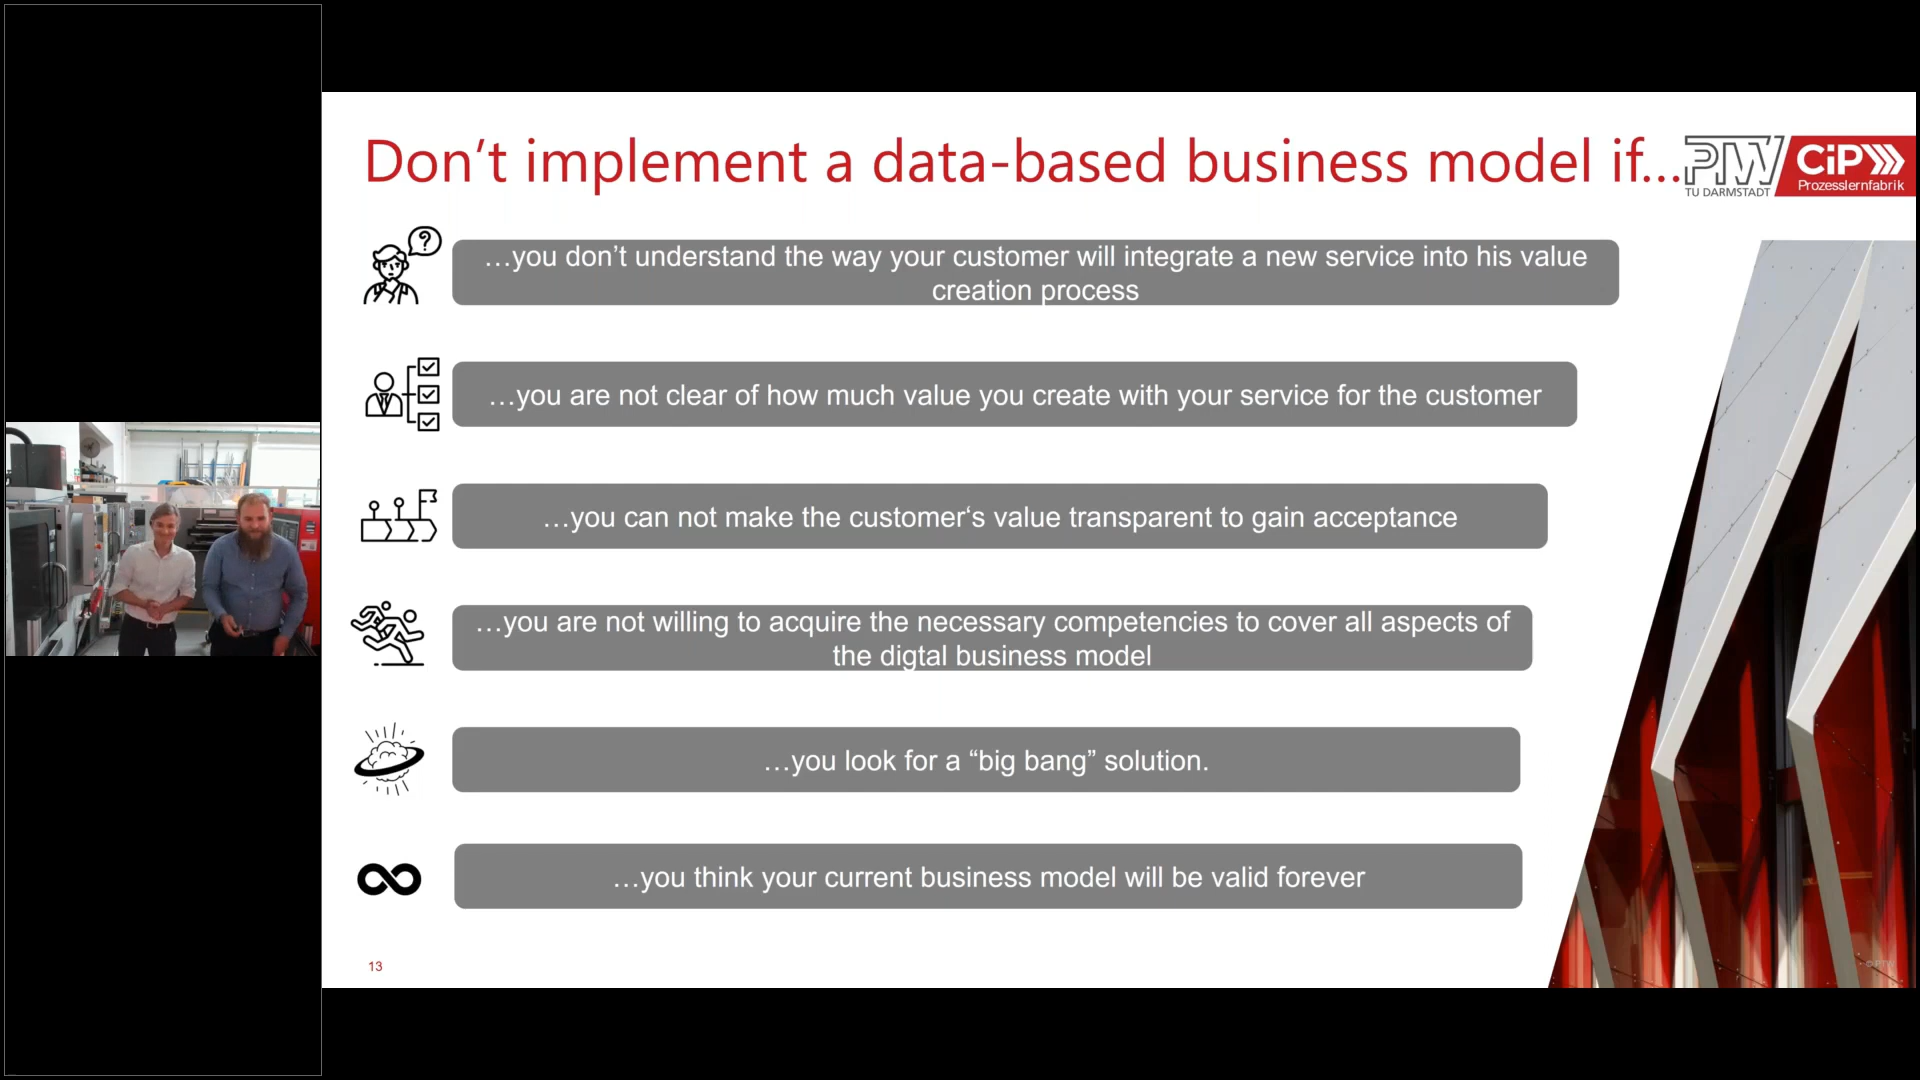 Don’t implement a data-based business model if...
PTW
TU DARMSTADT
CiP
Prozesslernfabrik
?
…you don’t understand the way your customer will integrate a new service into his value
creation process
…you are not clear of how much value you create with your service for the customer
…you can not make the customer‘s value transparent to gain acceptance
…you are not willing to acquire the necessary competencies to cover all aspects of
the digtal business model
…you look for a “big bang” solution.
…you think your current business model will be valid forever
13
© PTW